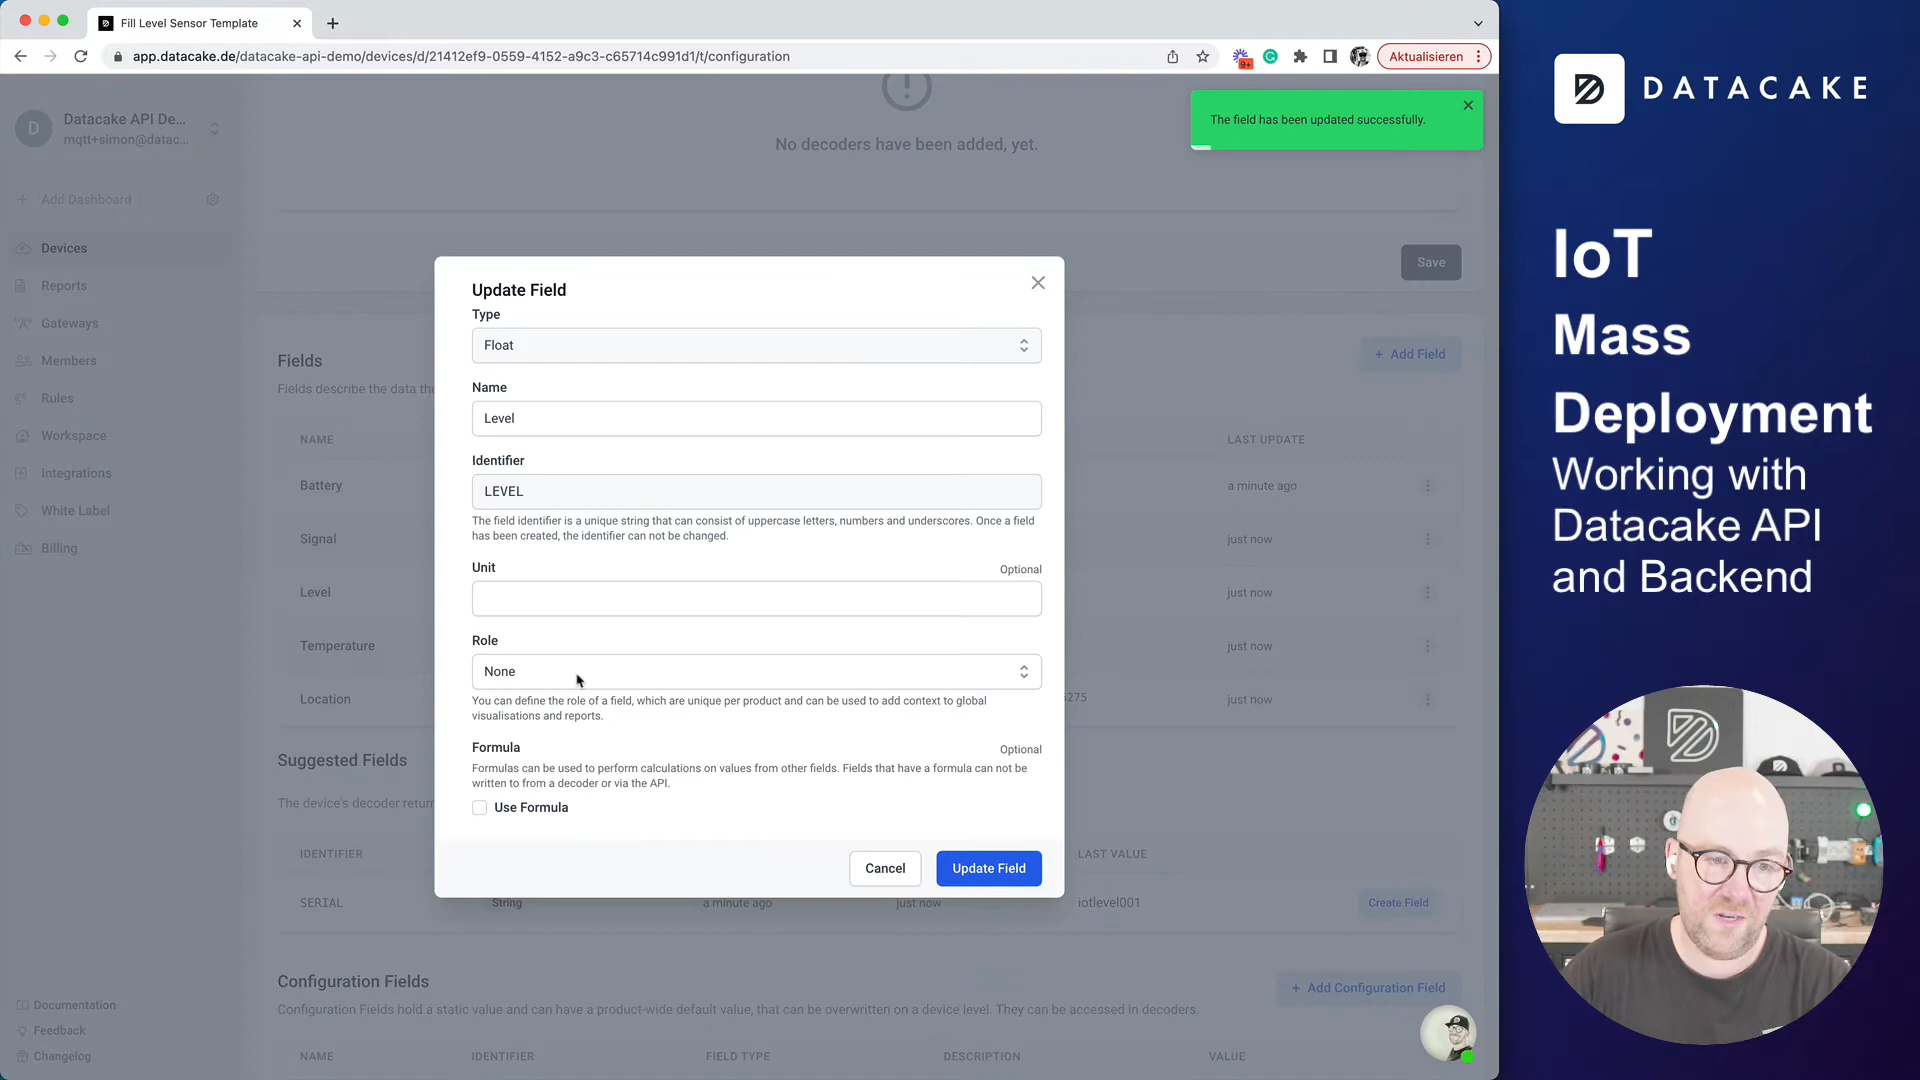 Fill Level Sensor Template
app.datacake.de/datacake-api-demo/devices/d/21412ef9-0559-4152-a9c3-c65714c991d1/t/configuration
9+
Aktualisieren
D
Datacake API De...
mqtt+simon@datac...
Add Dashboard
Devices
Reports
Gateways
Members
Rules
Workspace
Integrations
White Label
Billing
Documentation
Feedback
Changelog
No decoders have been added, yet.
The field has been updated successfully.
Save
Fields
+ Add Field
Fields describe the data the
NAME
LAST UPDATE
Battery
a minute ago
Signal
just now
Level
just now
Temperature
just now
Location
5275
just now
Update Field
Type
Float
Name
Level
Identifier
LEVEL
The field identifier is a unique string that can consist of uppercase letters, numbers and underscores. Once a field
has been created, the identifier can not be changed.
Unit
Optional
Role
None
You can define the role of a field, which are unique per product and can be used to add context to global
visualisations and reports.
Formula
Optional
Formulas can be used to perform calculations on values from other fields. Fields that have a formula can not be
written to from a decoder or via the API.
Use Formula
Cancel
Update Field
Suggested Fields
The device's decoder return
IDENTIFIER
LAST VALUE
SERIAL
String
a minute ago
just now
iotlevel001
Create Field
Configuration Fields
+ Add Configuration Field
Configuration Fields hold a static value and can have a product-wide default value, that can be overwritten on a device level. They can be accessed in decoders.
NAME
IDENTIFIER
FIELD TYPE
DESCRIPTION
VALUE
DATACAKE
IoT
Mass
Deployment
Working with
Datacake API
and Backend